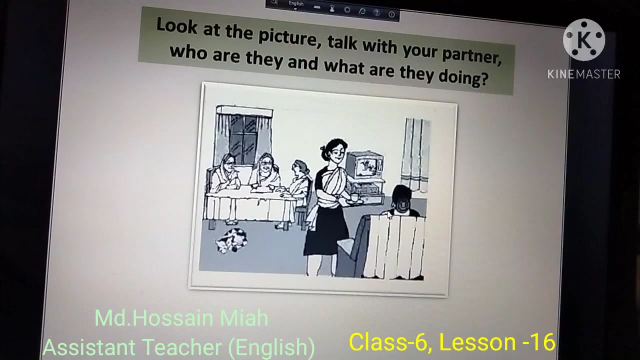 English
Look at the picture, talk with your partner,
who are they and what are they doing?
K
KINEMASTER
Md.Hossain Miah
Assistant Teacher (English)
Class-6, Lesson -16